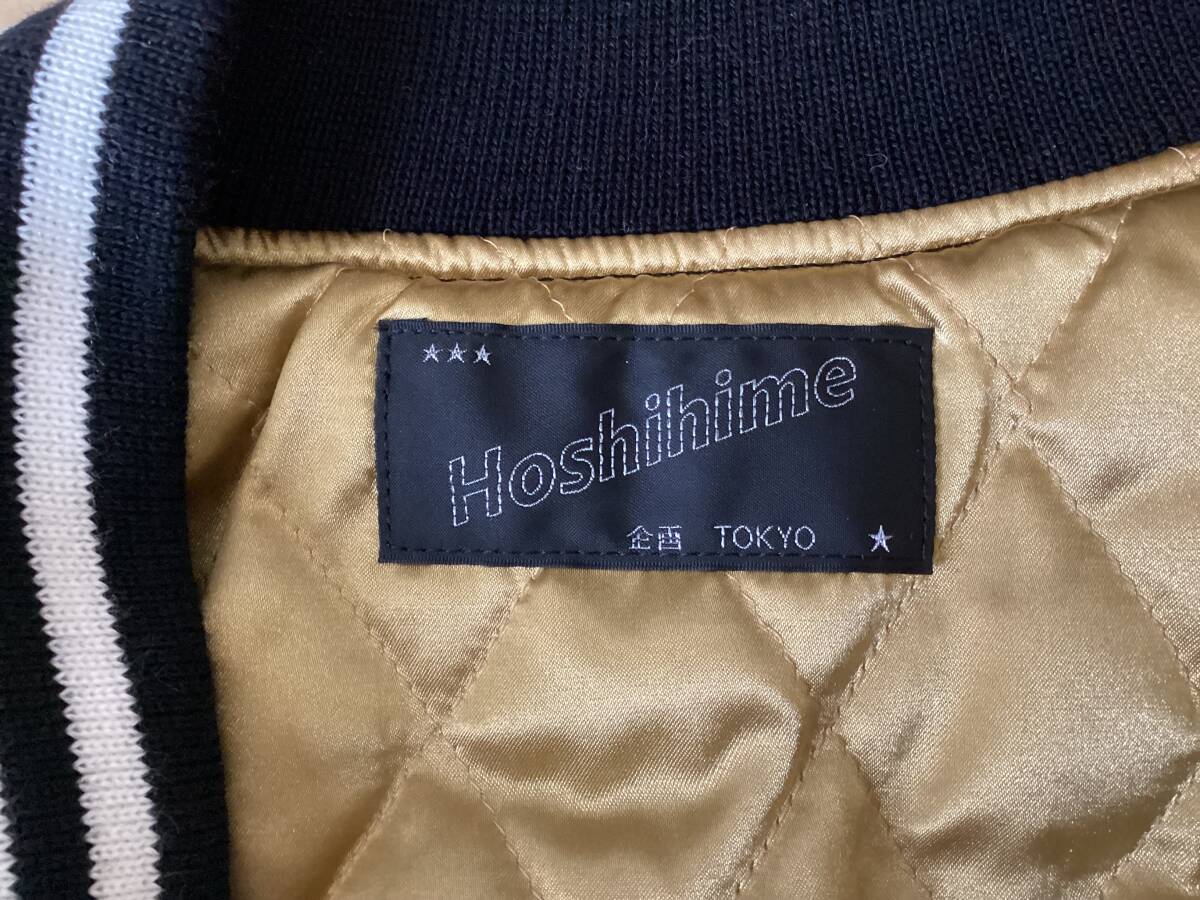 ★★★
Hoshihime
企画 TOKYO ★